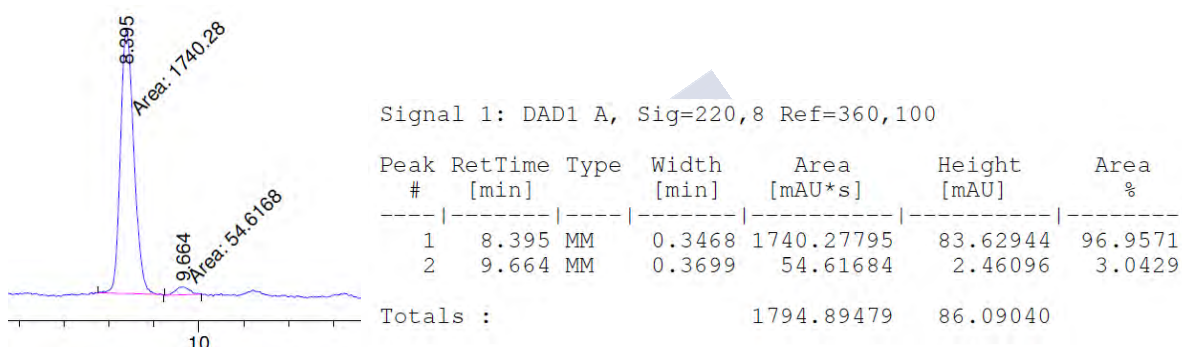 8.395
Area: 1740.28
9.664
Area: 54.6168
10
Signal 1: DAD1 A, Sig=220,8 Ref=360,100
Peak RetTime Type  Width     Area      Height     Area
  #   [min]        [min]   [mAU*s]     [mAU]        %
----|-------|----|-------|----------|----------|--------
   1   8.395 MM    0.3468 1740.27795   83.62944  96.9571
   2   9.664 MM    0.3699   54.61684    2.46096   3.0429
Totals :                  1794.89479   86.09040